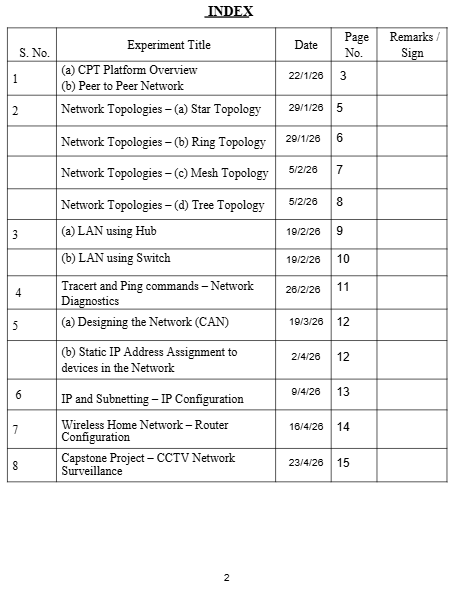 INDEX
S. No. Experiment Title Date Page No. Remarks / Sign
1 (a) CPT Platform Overview 22/1/26 3
(b) Peer to Peer Network
2 Network Topologies – (a) Star Topology 29/1/26 5
Network Topologies – (b) Ring Topology 29/1/26 6
Network Topologies – (c) Mesh Topology 5/2/26 7
Network Topologies – (d) Tree Topology 5/2/26 8
3 (a) LAN using Hub 19/2/26 9
(b) LAN using Switch 19/2/26 10
4 Tracert and Ping commands – Network 26/2/26 11
Diagnostics
5 (a) Designing the Network (CAN) 19/3/26 12
(b) Static IP Address Assignment to 2/4/26 12
devices in the Network
6 IP and Subnetting – IP Configuration 9/4/26 13
7 Wireless Home Network – Router 16/4/26 14
Configuration
8 Capstone Project – CCTV Network 23/4/26 15
Surveillance
2